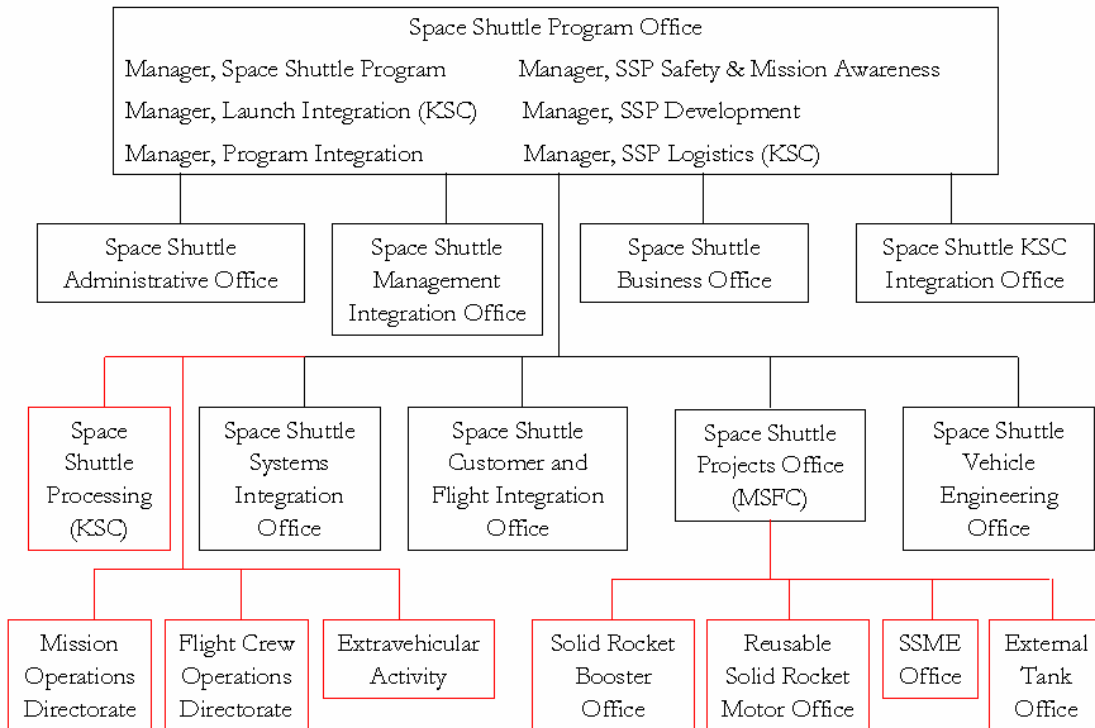 Space Shuttle Program Office
Manager, Space Shuttle Program
Manager, SSP Safety & Mission Awareness
Manager, Launch Integration (KSC)
Manager, SSP Development
Manager, Program Integration
Manager, SSP Logistics (KSC)
Space Shuttle
Administrative Office
Space Shuttle
Management
Integration Office
Space Shuttle
Business Office
Space Shuttle KSC
Integration Office
Space
Shuttle
Processing
(KSC)
Space Shuttle
Systems
Integration
Office
Space Shuttle
Customer and
Flight Integration
Office
Space Shuttle
Projects Office
(MSFC)
Space Shuttle
Vehicle
Engineering
Office
Mission
Operations
Directorate
Flight Crew
Operations
Directorate
Extravehicular
Activity
Solid Rocket
Booster
Office
Reusable
Solid Rocket
Motor Office
SSME
Office
External
Tank
Office